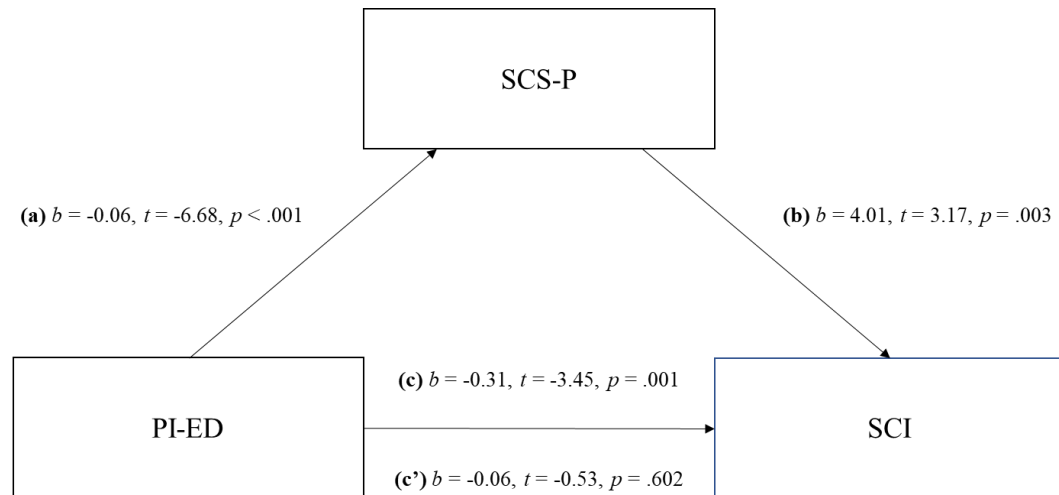 SCS-P
(a) b = -0.06, t = -6.68, p < .001
(b) b = 4.01, t = 3.17, p = .003
(c) b = -0.31, t = -3.45, p = .001
PI-ED
SCI
(c’) b = -0.06, t = -0.53, p = .602